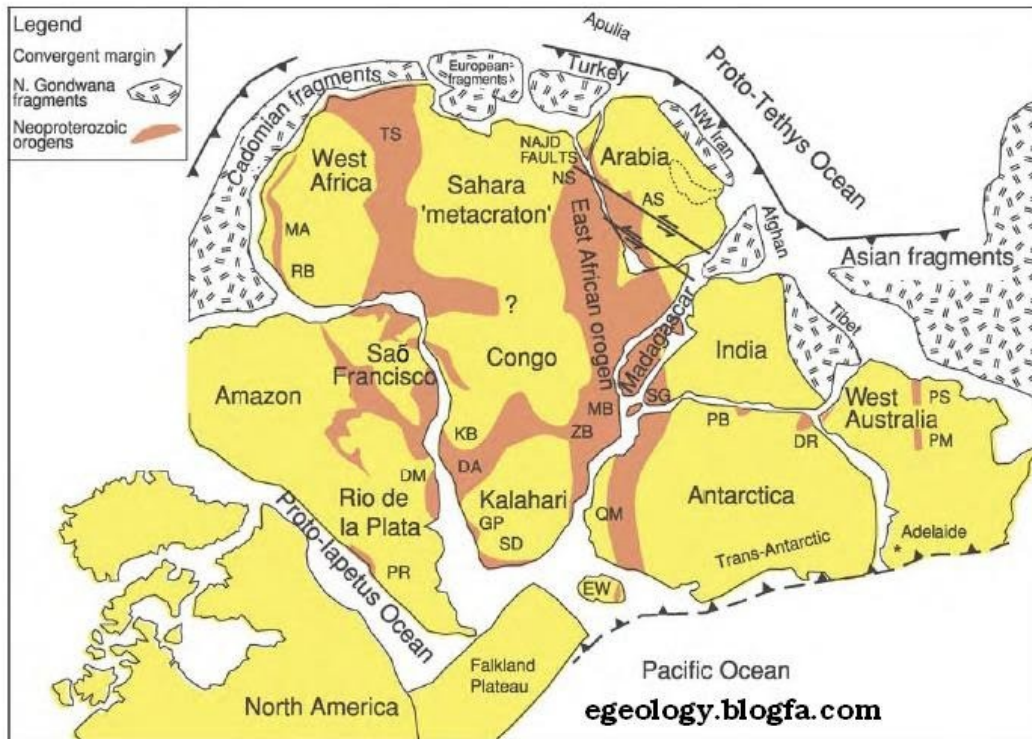 Legend
Convergent margin
N. Gondwana
fragments
Neoproterozoic
orogens
Cadomian fragments
European
fragments
Apulia
Turkey
Proto-Tethys Ocean
NW Iran
Afghan
Asian fragments
Tibet
TS
West
Africa
MA
RB
Sahara
'metacraton'
NAJD
FAULTS
NS
Arabia
AS
East African orogen
?
Madagascar
Congo
India
Saõ
Francisco
Amazon
KB
MB
SG
ZB
PB
DR
West
Australia
PS
PM
DM
DA
Rio de
la Plata
Kalahari
GP
SD
QM
Antarctica
Adelaide
*
Trans-Antarctic
Proto-Iapetus Ocean
PR
EW
Falkland
Plateau
North America
Pacific Ocean
egeology.blogfa.com